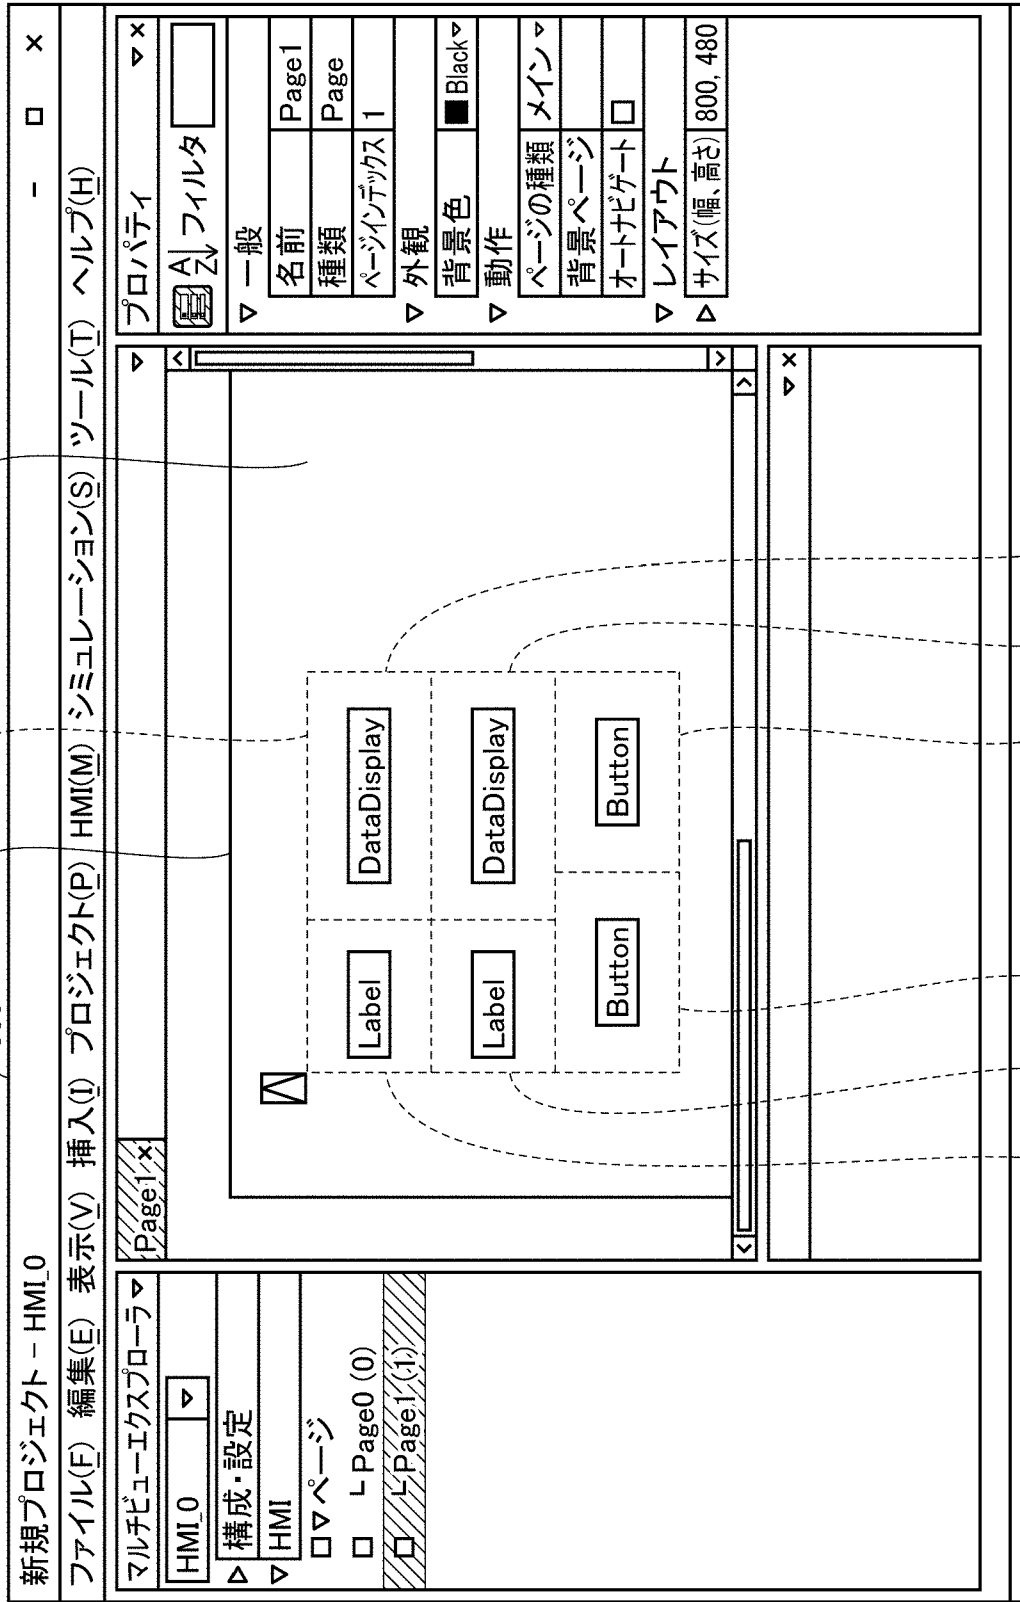 新規プロジェクト - HMI_0
ファイル(F) 編集(E) 表示(V) 挿入(I) プロジェクト(P) HMI(M) シミュレーション(S) ツール(T) ヘルプ(H)
マルチビューエクスプローラ
HMI_0
構成・設定
HMI
ページ
Page0 (0)
Page1 (1)
Page1 ×
Label DataDisplay
Label DataDisplay
Button Button
プロパティ
AZ フィルタ
一般
名前 Page1
種類 Page
ページインデックス 1
外観
背景色 Black
動作
ページの種類 メイン
背景ページ
オートナビゲート
レイアウト
サイズ(幅、高さ) 800, 480